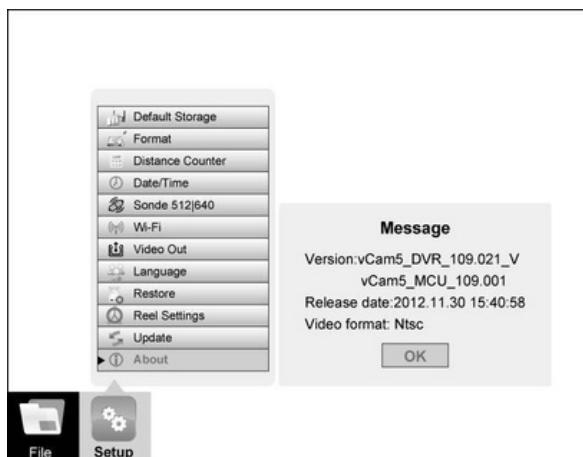 Default Storage
Format
Distance Counter
Date/Time
Sonde 512|640
Wi-Fi
Video Out
Language
Restore
Reel Settings
Update
About
Message
Version:vCam5_DVR_109.021_V
vCam5_MCU_109.001
Release date:2012.11.30 15:40:58
Video format: Ntsc
OK
File
Setup